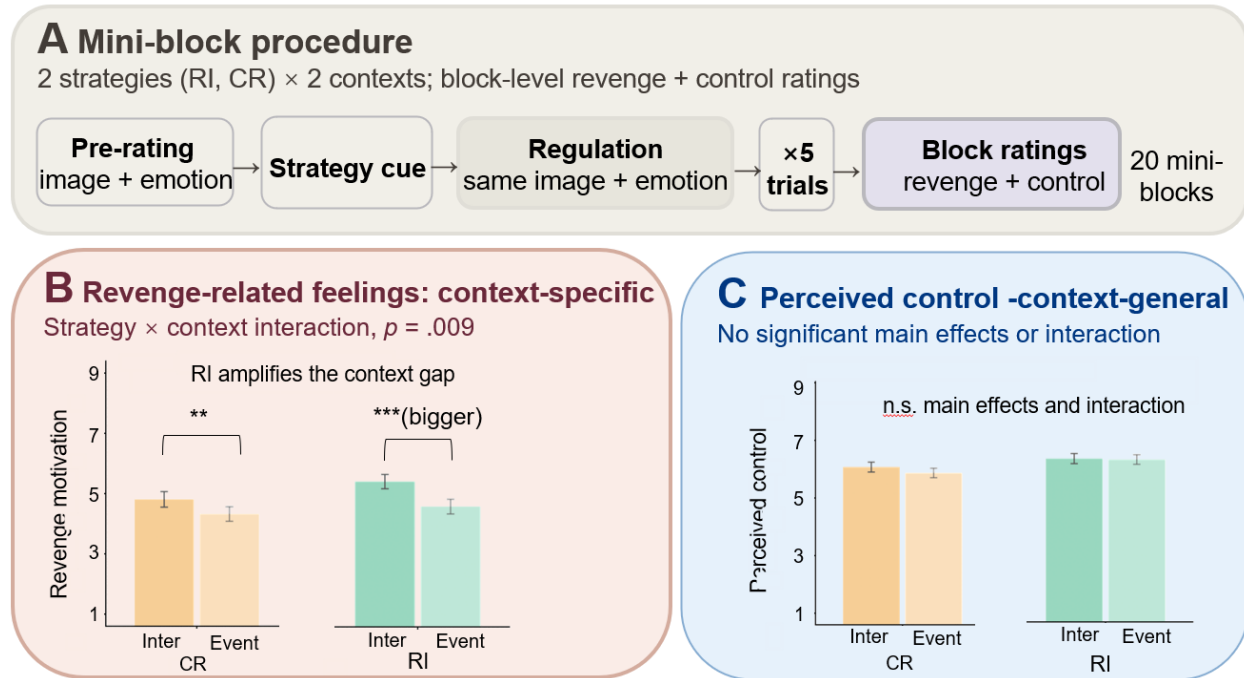 A Mini-block procedure
2 strategies (RI, CR) × 2 contexts; block-level revenge + control ratings
Pre-rating
image + emotion
→
Strategy cue
→
Regulation
same image + emotion
→
×5
trials
→
Block ratings
revenge + control
20 mini-
blocks
B Revenge-related feelings: context-specific
Strategy × context interaction, p = .009
RI amplifies the context gap
Revenge motivation
9
7
5
3
1
**
***(bigger)
Inter Event
CR
Inter Event
RI
C Perceived control -context-general
No significant main effects or interaction
n.s. main effects and interaction
Perceived control
9
7
5
3
1
Inter Event
CR
Inter Event
RI